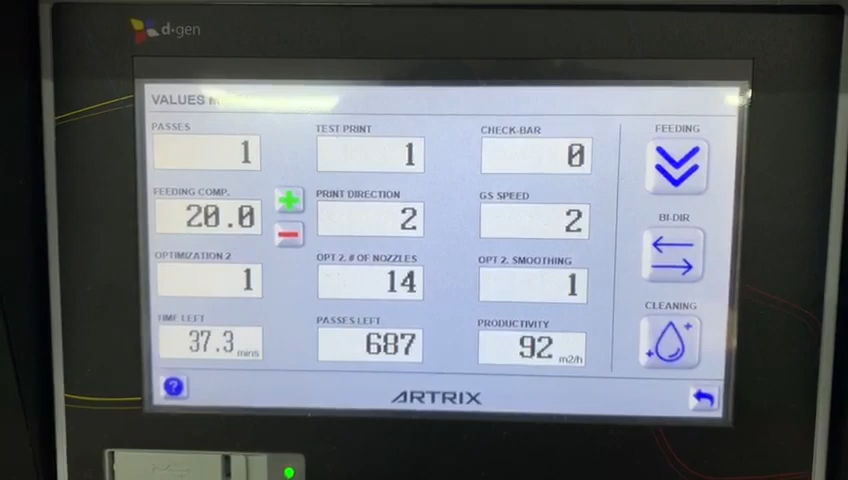 d·gen
VALUES
PASSES
1
TEST PRINT
1
CHECK-BAR
0
FEEDING
FEEDING COMP.
20.0
PRINT DIRECTION
2
GS SPEED
2
BI-DIR
OPTIMIZATION 2
1
OPT 2. # OF NOZZLES
14
OPT 2. SMOOTHING
1
CLEANING
TIME LEFT
37.3 mins
PASSES LEFT
687
PRODUCTIVITY
92 m2/h
?
ARTRIX